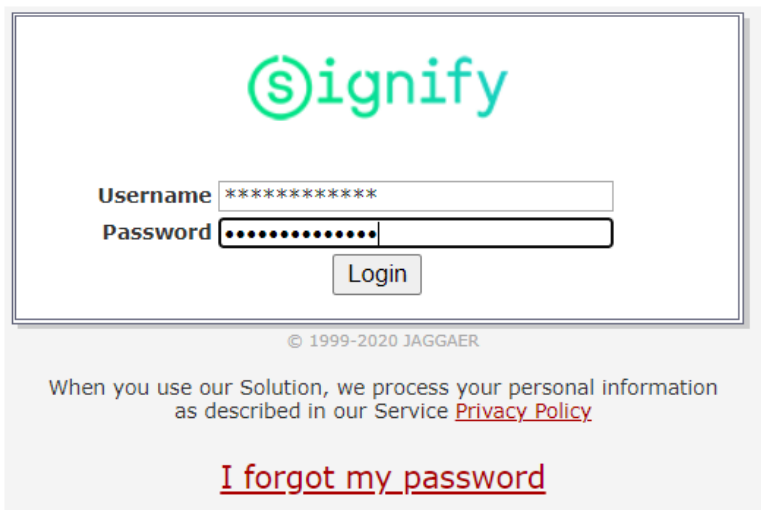 signify
Username ************
Password ••••••••••••••
Login
© 1999-2020 JAGGAER
When you use our Solution, we process your personal information
as described in our Service Privacy Policy
I forgot my password